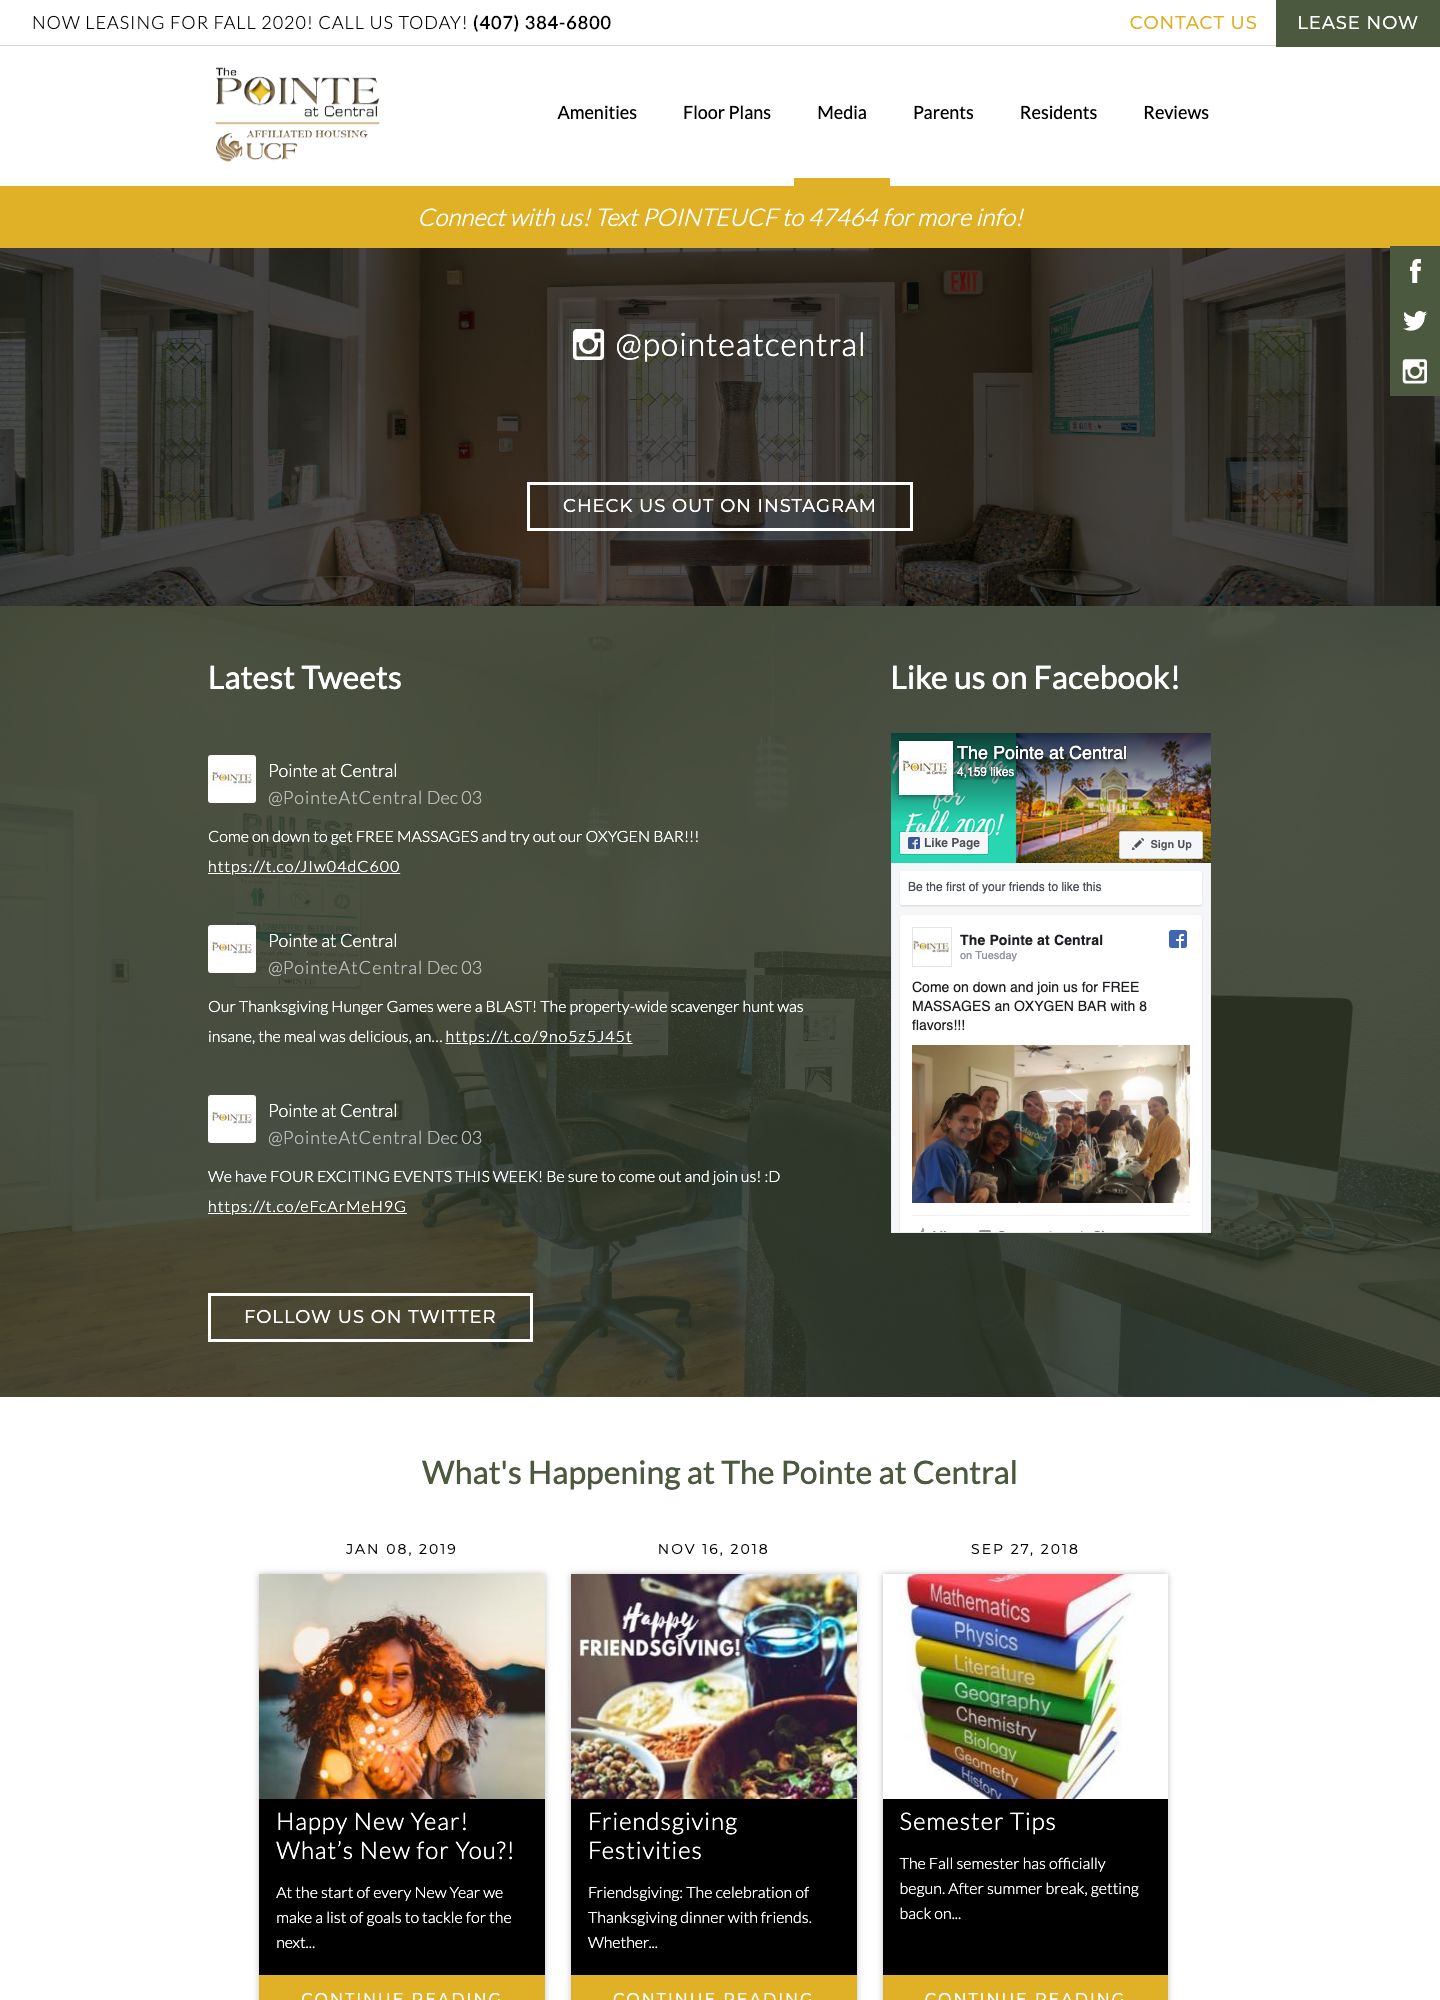 NOW LEASING FOR FALL 2020! CALL US TODAY! (407) 384-6800
CONTACT US
LEASE NOW
The
POINTE
at Central
AFFILIATED HOUSING
UCF
Amenities
Floor Plans
Media
Parents
Residents
Reviews
Connect with us! Text POINTEUCF to 47464 for more info!
EXIT
@pointeatcentral
CHECK US OUT ON INSTAGRAM
Latest Tweets
Pointe at Central
@PointeAtCentral Dec 03
Come on down to get FREE MASSAGES and try out our OXYGEN BAR!!!
https://t.co/JIw04dC600
Pointe at Central
@PointeAtCentral Dec 03
Our Thanksgiving Hunger Games were a BLAST! The property-wide scavenger hunt was
insane, the meal was delicious, an… https://t.co/9no5z5J45t
Pointe at Central
@PointeAtCentral Dec 03
We have FOUR EXCITING EVENTS THIS WEEK! Be sure to come out and join us! :D
https://t.co/eFcArMeH9G
FOLLOW US ON TWITTER
Like us on Facebook!
POINTE
The Pointe at Central
4,159 likes
for
Fall 2020!
Like Page
Sign Up
Be the first of your friends to like this
The Pointe at Central
on Tuesday
Come on down and join us for FREE
MASSAGES an OXYGEN BAR with 8
flavors!!!
Polaroid
What's Happening at The Pointe at Central
JAN 08, 2019
Happy New Year!
What's New for You?!
At the start of every New Year we
make a list of goals to tackle for the
next...
CONTINUE READING
NOV 16, 2018
Happy
FRIENDSGIVING!
Friendsgiving
Festivities
Friendsgiving: The celebration of
Thanksgiving dinner with friends.
Whether...
CONTINUE READING
SEP 27, 2018
Mathematics
Physics
Literature
Geography
Chemistry
Biology
Geometry
History
Semester Tips
The Fall semester has officially
begun. After summer break, getting
back on...
CONTINUE READING